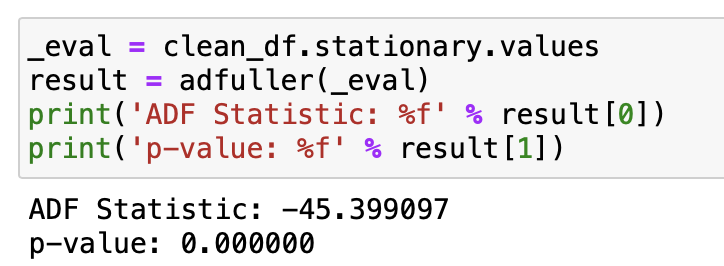 _eval = clean_df.stationary.values
result = adfuller(_eval)
print('ADF Statistic: %f' % result[0])
print('p-value: %f' % result[1])
ADF Statistic: -45.399097
p-value: 0.000000